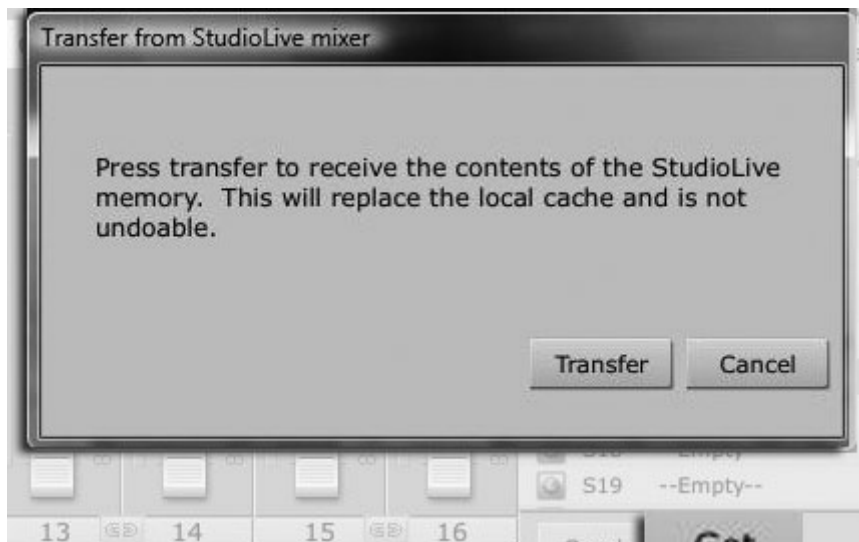 Transfer from StudioLive mixer
Press transfer to receive the contents of the StudioLive
memory.  This will replace the local cache and is not
undoable.
Transfer Cancel
S19 --Empty--
13 14 15 16